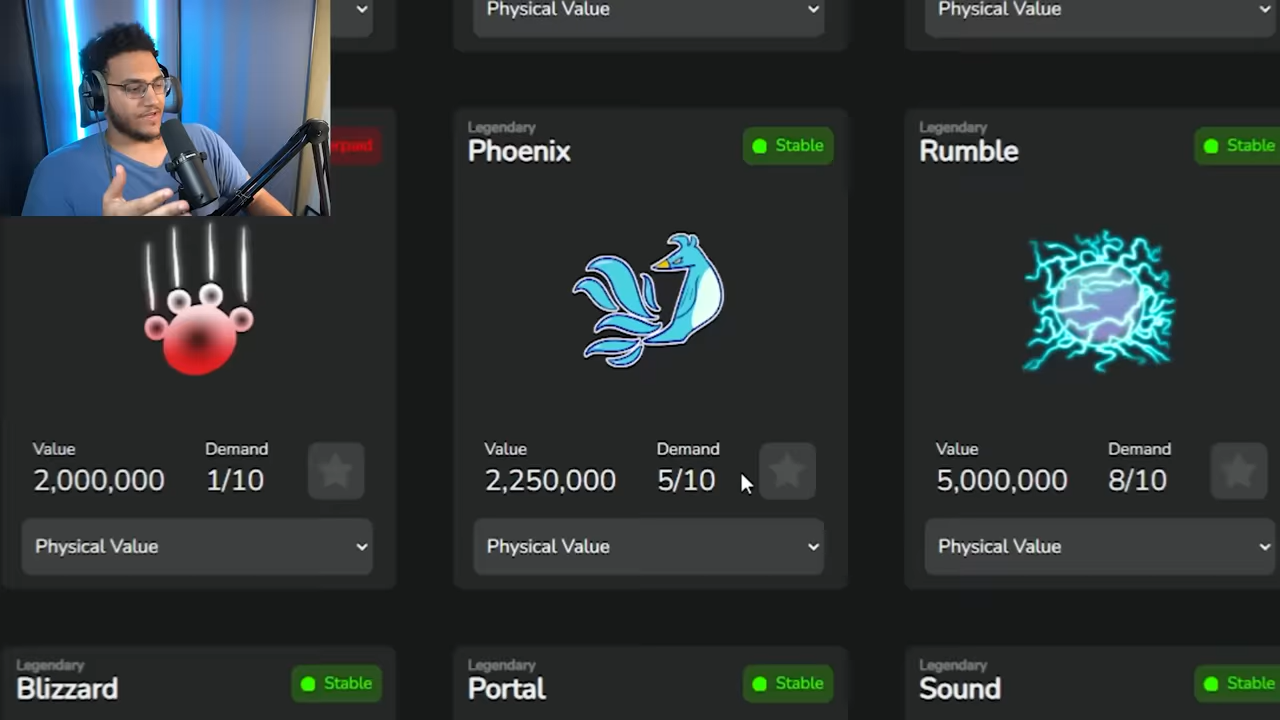 Physical Value
Physical Value
Legendary
Phoenix
Stable
Legendary
Rumble
Stable
Value
2,000,000
Demand
1/10
Value
2,250,000
Demand
5/10
Value
5,000,000
Demand
8/10
Physical Value
Physical Value
Physical Value
Legendary
Blizzard
Stable
Legendary
Portal
Stable
Legendary
Sound
Stable